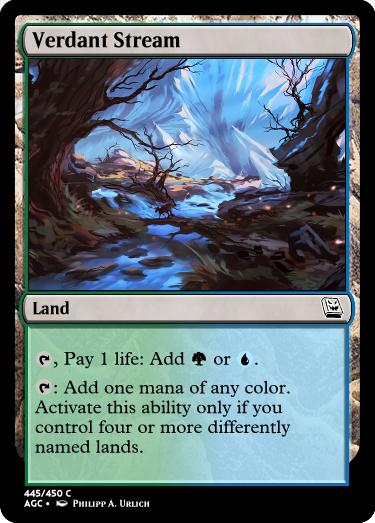 Verdant Stream
Land
, Pay 1 life: Add or .
: Add one mana of any color.
Activate this ability only if you
control four or more differently
named lands.
445/450 C
AGC • Philipp A. Urlich